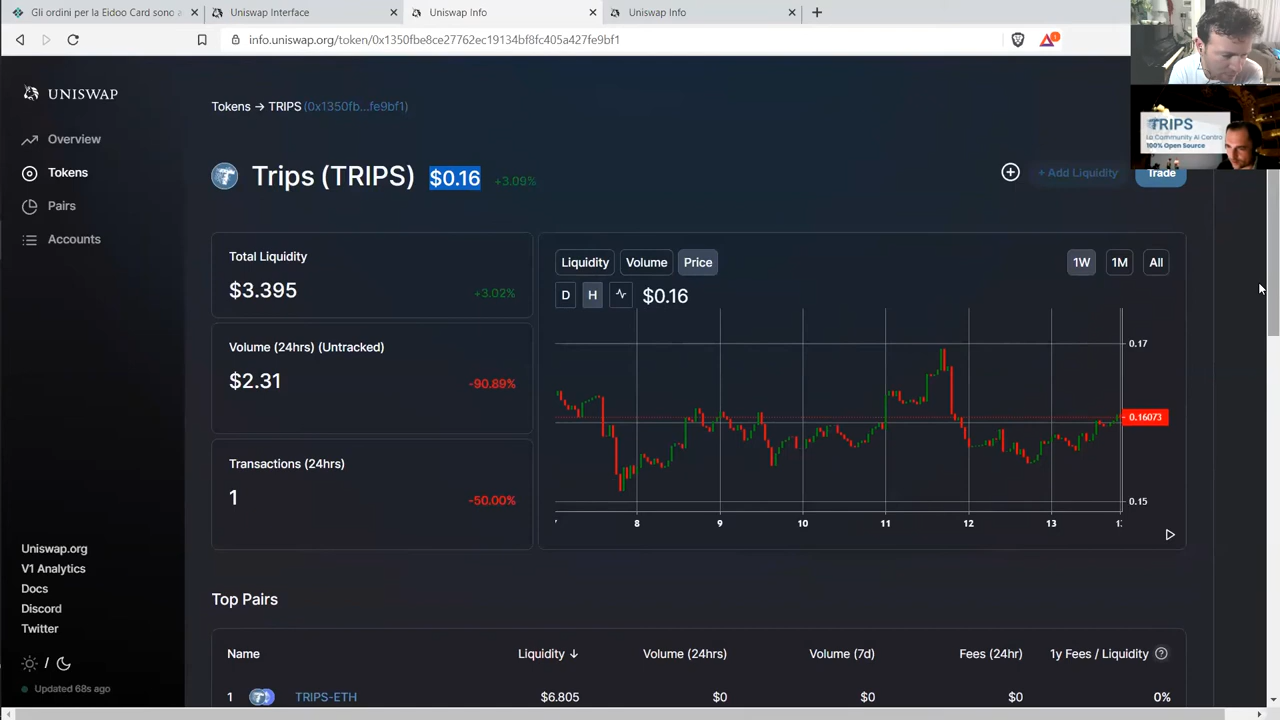 Gli ordini per la Eidoo Card sono a
Uniswap Interface
Uniswap Info
Uniswap Info
info.uniswap.org/token/0x1350fbe8ce27762ec19134bf8fc405a427fe9bf1
1
TRIPS
La Community Al Centro
100% Open Source
UNISWAP
Overview
Tokens
Pairs
Accounts
Tokens → TRIPS (0x1350fb...fe9bf1)
Trips (TRIPS) $0.16 +3.09%
+ Add Liquidity
Trade
Total Liquidity
$3.395 +3.02%
Volume (24hrs) (Untracked)
$2.31 -90.89%
Transactions (24hrs)
1 -50.00%
Liquidity Volume Price
1W 1M All
D H $0.16
0.17
0.16073
0.15
8 9 10 11 12 13
Top Pairs
Name Liquidity ↓ Volume (24hrs) Volume (7d) Fees (24hr) 1y Fees / Liquidity ?
1 TRIPS-ETH $6.805 $0 $0 $0 0%
Uniswap.org
V1 Analytics
Docs
Discord
Twitter
/
Updated 68s ago